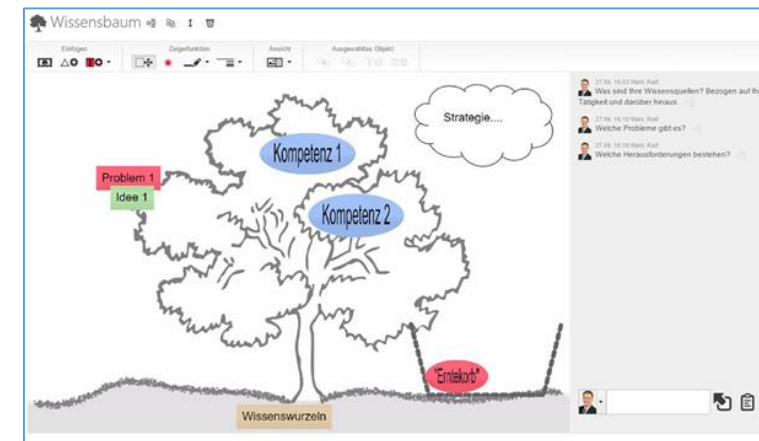 Wissensbaum
Einfügen
Zeigerfunktion
Ansicht
Ausgewähltes Objekt
Strategie....
Kompetenz 1
Problem 1
Idee 1
Kompetenz 2
"Erntekorb"
Wissenswurzeln
Was sind Ihre Wissensquellen? Bezogen auf Ih
Tätigkeit und darüber hinaus.
Welche Probleme gibt es?
Welche Herausforderungen bestehen?